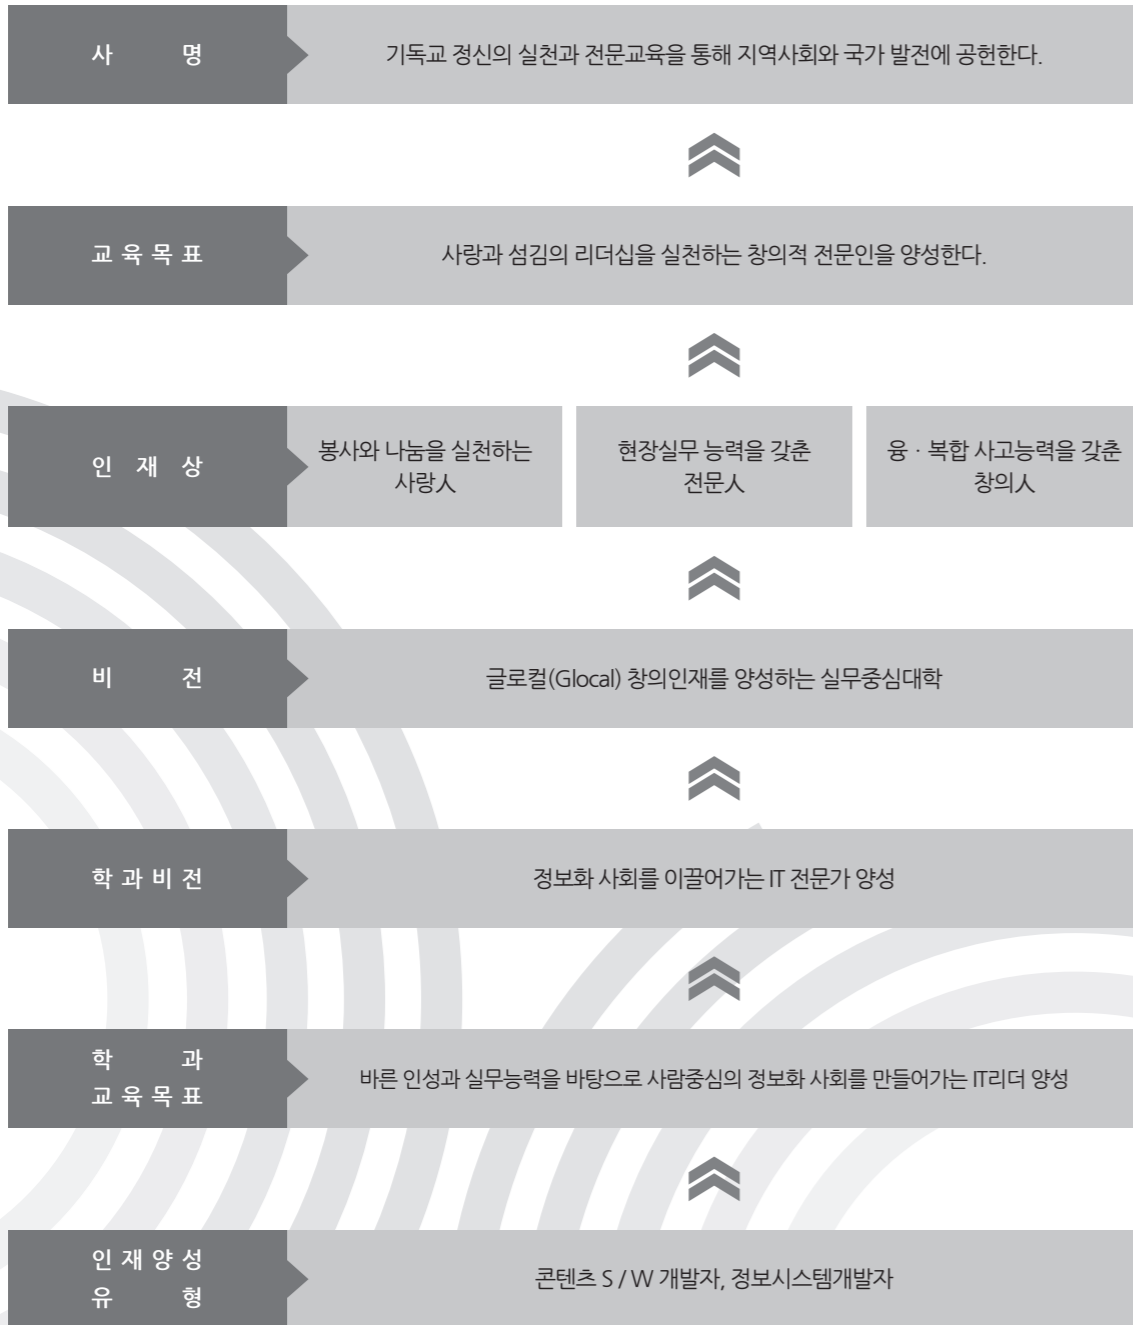 사 명
기독교 정신의 실천과 전문교육을 통해 지역사회와 국가 발전에 공헌한다.
교육목표
사랑과 섬김의 리더십을 실천하는 창의적 전문인을 양성한다.
인 재 상
봉사와 나눔을 실천하는
사랑人
현장실무 능력을 갖춘
전문人
융·복합 사고능력을 갖춘
창의人
비 전
글로컬(Glocal) 창의인재를 양성하는 실무중심대학
학과비전
정보화 사회를 이끌어가는 IT 전문가 양성
학 과
교육목표
바른 인성과 실무능력을 바탕으로 사람중심의 정보화 사회를 만들어가는 IT리더 양성
인재양성
유 형
콘텐츠 S / W 개발자, 정보시스템개발자